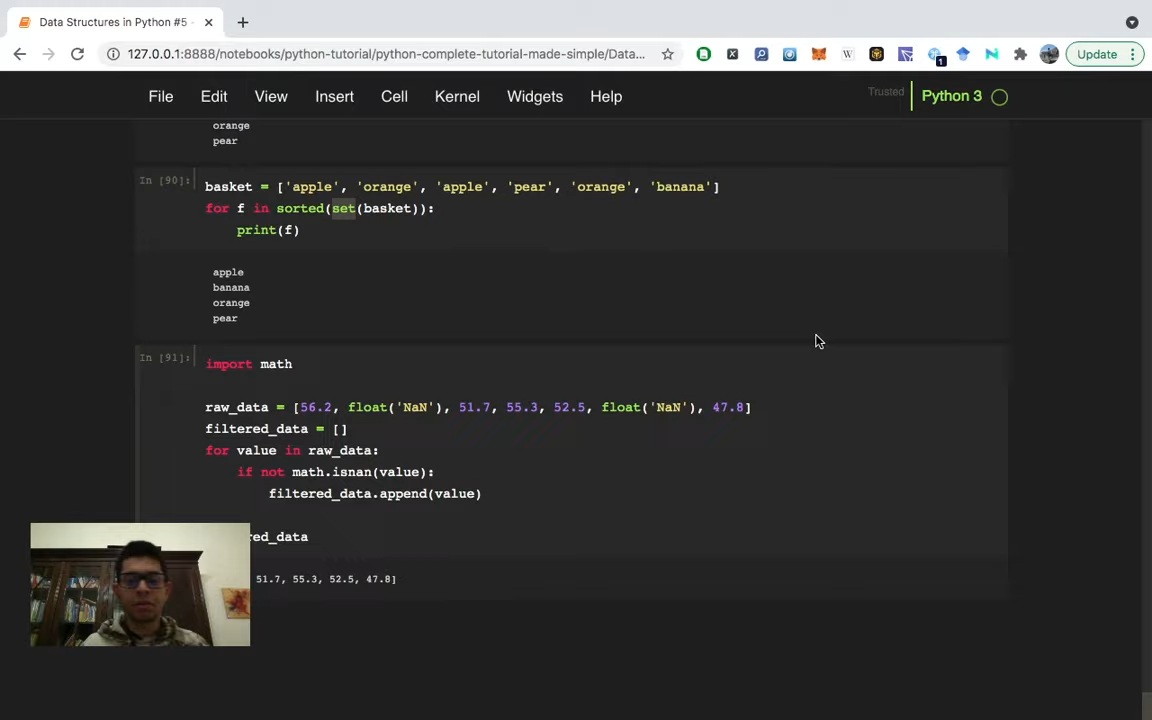 Data Structures in Python #5
127.0.0.1:8888/notebooks/python-tutorial/python-complete-tutorial-made-simple/Data...
Update
File Edit View Insert Cell Kernel Widgets Help Trusted Python 3
orange
pear
In [90]:
basket = ['apple', 'orange', 'apple', 'pear', 'orange', 'banana']
for f in sorted(set(basket)):
print(f)
apple
banana
orange
pear
In [91]:
import math
raw_data = [56.2, float('NaN'), 51.7, 55.3, 52.5, float('NaN'), 47.8]
filtered_data = []
for value in raw_data:
if not math.isnan(value):
filtered_data.append(value)
red_data
51.7, 55.3, 52.5, 47.8]